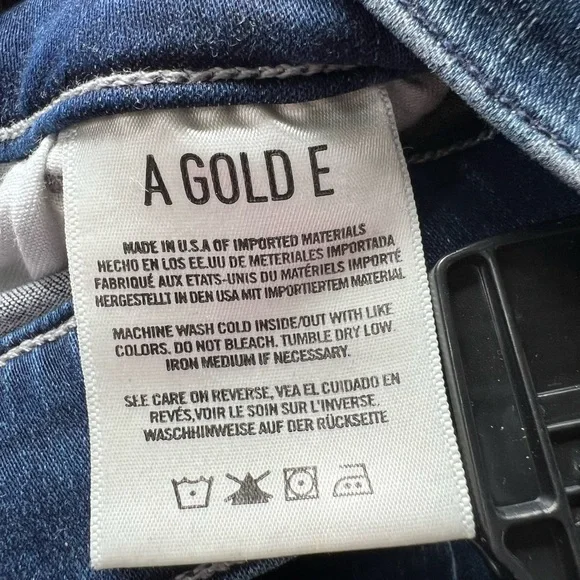 A GOLD E
MADE IN U.S.A OF IMPORTED MATERIALS
HECHO EN LOS EE.UU DE METERIALES IMPORTADA
FABRIQUÉ AUX ETATS-UNIS DU MATÉRIELS IMPORTÉ
HERGESTELLT IN DEN USA MIT IMPORTIERTEM MATERIAL
MACHINE WASH COLD INSIDE/OUT WITH LIKE
COLORS. DO NOT BLEACH. TUMBLE DRY LOW.
IRON MEDIUM IF NECESSARY.
SEE CARE ON REVERSE, VEA EL CUIDADO EN
REVÉS, VOIR LE SOIN SUR L'INVERSE.
WASCHHINWEISE AUF DER RÜCKSEITE